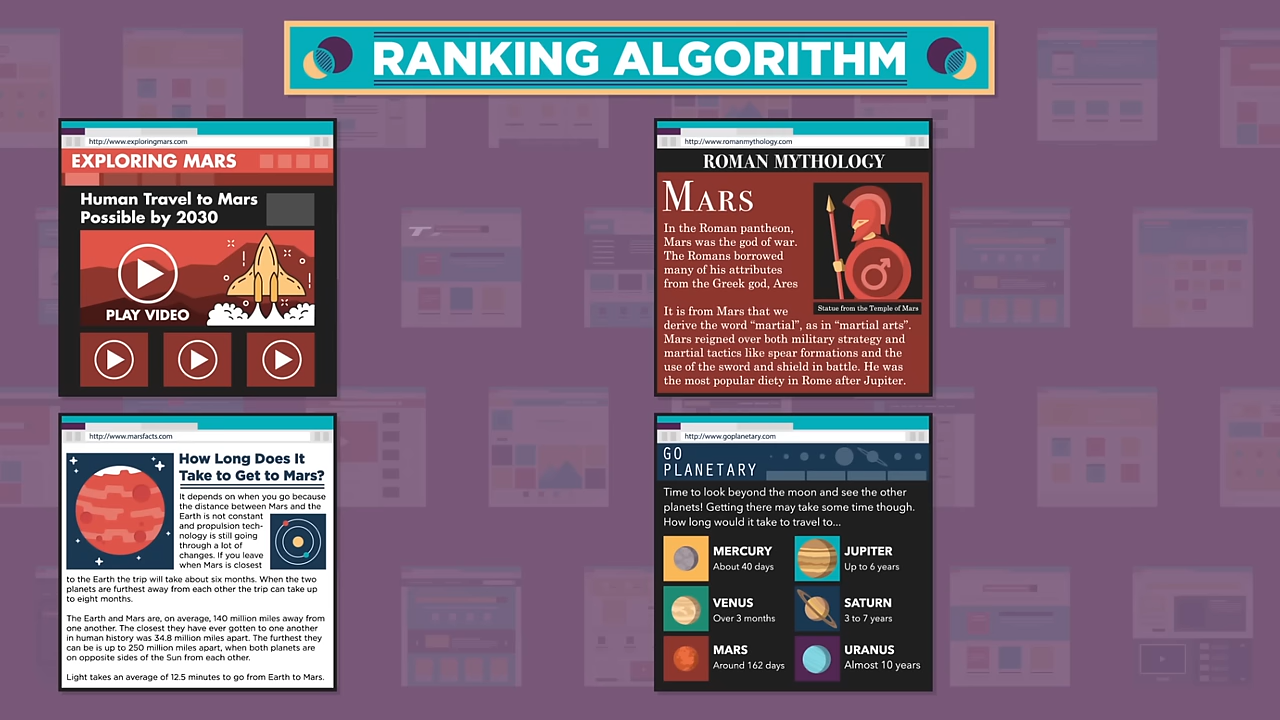 RANKING ALGORITHM
http://www.exploringmars.com
EXPLORING MARS
Human Travel to Mars
Possible by 2030
PLAY VIDEO
http://www.romanmythology.com
ROMAN MYTHOLOGY
MARS
In the Roman pantheon,
Mars was the god of war.
The Romans borrowed
many of his attributes
from the Greek god, Ares
Statue from the Temple of Mars
It is from Mars that we
derive the word “martial”, as in “martial arts”.
Mars reigned over both military strategy and
martial tactics like spear formations and the
use of the sword and shield in battle. He was
the most popular diety in Rome after Jupiter.
http://www.marsfacts.com
How Long Does It
Take to Get to Mars?
It depends on when you go because
the distance between Mars and the
Earth is not constant
and propulsion tech-
nology is still going
through a lot of
changes. If you leave
when Mars is closest
to the Earth the trip will take about six months. When the two
planets are furthest away from each other the trip can take up
to eight months.
The Earth and Mars are, on average, 140 million miles away from
one another. The closest they have ever gotten to one another
in human history was 34.8 million miles apart. The furthest they
can be is up to 250 million miles apart, when both planets are
on opposite sides of the Sun from each other.
Light takes an average of 12.5 minutes to go from Earth to Mars.
http://www.goplanetary.com
GO
PLANETARY
Time to look beyond the moon and see the other
planets! Getting there may take some time though.
How long would it take to travel to...
MERCURY
About 40 days
JUPITER
Up to 6 years
VENUS
Over 3 months
SATURN
3 to 7 years
MARS
Around 162 days
URANUS
Almost 10 years